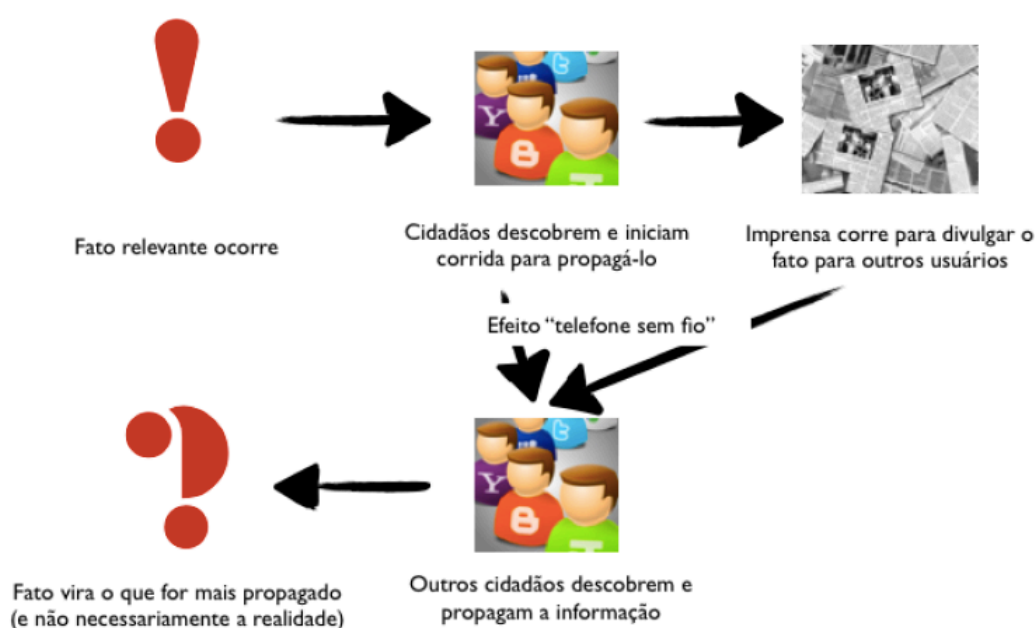 Fato relevante ocorre
Cidadãos descobrem e iniciam
corrida para propagá-lo
Imprensa corre para divulgar o
fato para outros usuários
Efeito “telefone sem fio”
Outros cidadãos descobrem e
propagam a informação
Fato vira o que for mais propagado
(e não necessariamente a realidade)